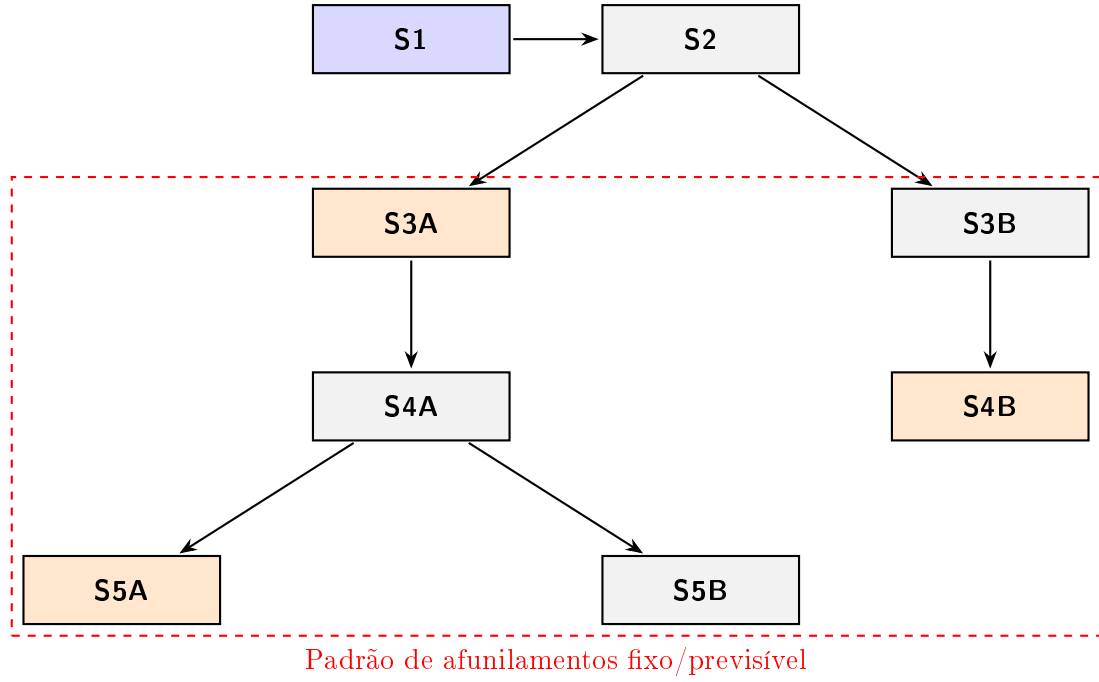 S1
S2
S3A
S3B
S4A
S4B
S5A
S5B
Padrão de afunilamentos fixo/previsível